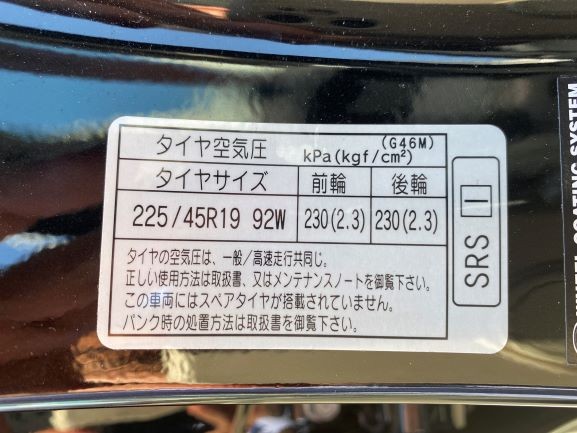 タイヤ空気圧 kPa(kgf/cm²) (G46M)
タイヤサイズ 前輪 後輪
225/45R19 92W 230(2.3) 230(2.3)
タイヤの空気圧は、一般/高速走行共同じ。
正しい使用方法は取扱書、又はメンテナンスノートを御覧下さい。
この車両にはスペアタイヤが搭載されていません。
パンク時の処置方法は取扱書を御覧下さい。
SRS I
COATING SYSTEM